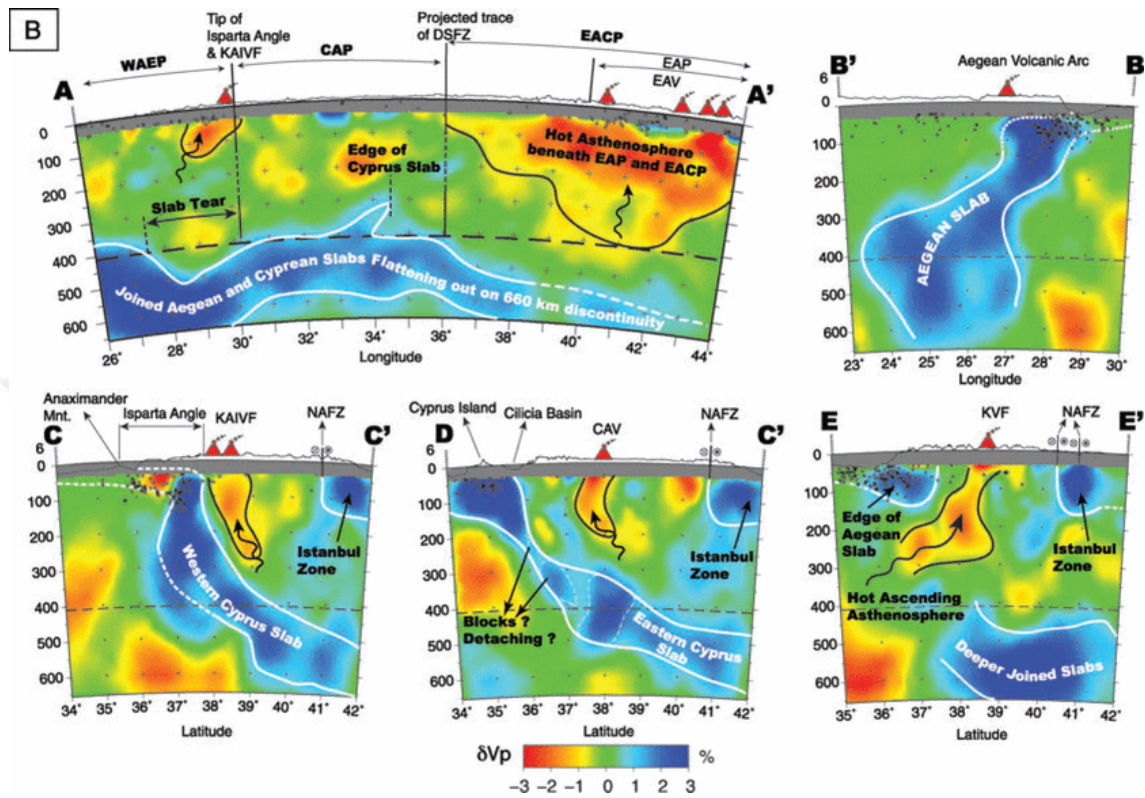 B
Tip of
Isparta Angle
& KAIVF
Projected trace
of DSFZ
WAEP
CAP
EACP
EAP
EAV
A
A'
0
100
200
300
400
500
600
Slab Tear
Edge of
Cyprus Slab
Hot Asthenosphere
beneath EAP and EACP
Joined Aegean and Cyprean Slabs Flattening out on 660 km discontinuity
26° 28° 30° 32° 34° 36° 38° 40° 42° 44°
Longitude
B'
B
Aegean Volcanic Arc
6
0
6
0
100
200
300
400
500
600
AEGEAN SLAB
23° 24° 25° 26° 27° 28° 29° 30°
Longitude
Anaximander
Mnt.
Isparta Angle
KAIVF
NAFZ
C
C'
6
0
100
200
300
400
500
600
Istanbul
Zone
Western Cyprus Slab
34° 35° 36° 37° 38° 39° 40° 41° 42°
Latitude
Cyprus Island
Cilicia Basin
CAV
NAFZ
D
C'
6
0
100
200
300
400
500
600
Istanbul
Zone
Blocks ?
Detaching ?
Eastern Cyprus
Slab
34° 35° 36° 37° 38° 39° 40° 41° 42°
Latitude
KVF
NAFZ
E
E'
6
0
100
200
300
400
500
600
Edge of
Aegean
Slab
Istanbul
Zone
Hot Ascending
Asthenosphere
Deeper Joined Slabs
35° 36° 37° 38° 39° 40° 41° 42°
Latitude
δVp
%
−3 −2 −1 0 1 2 3